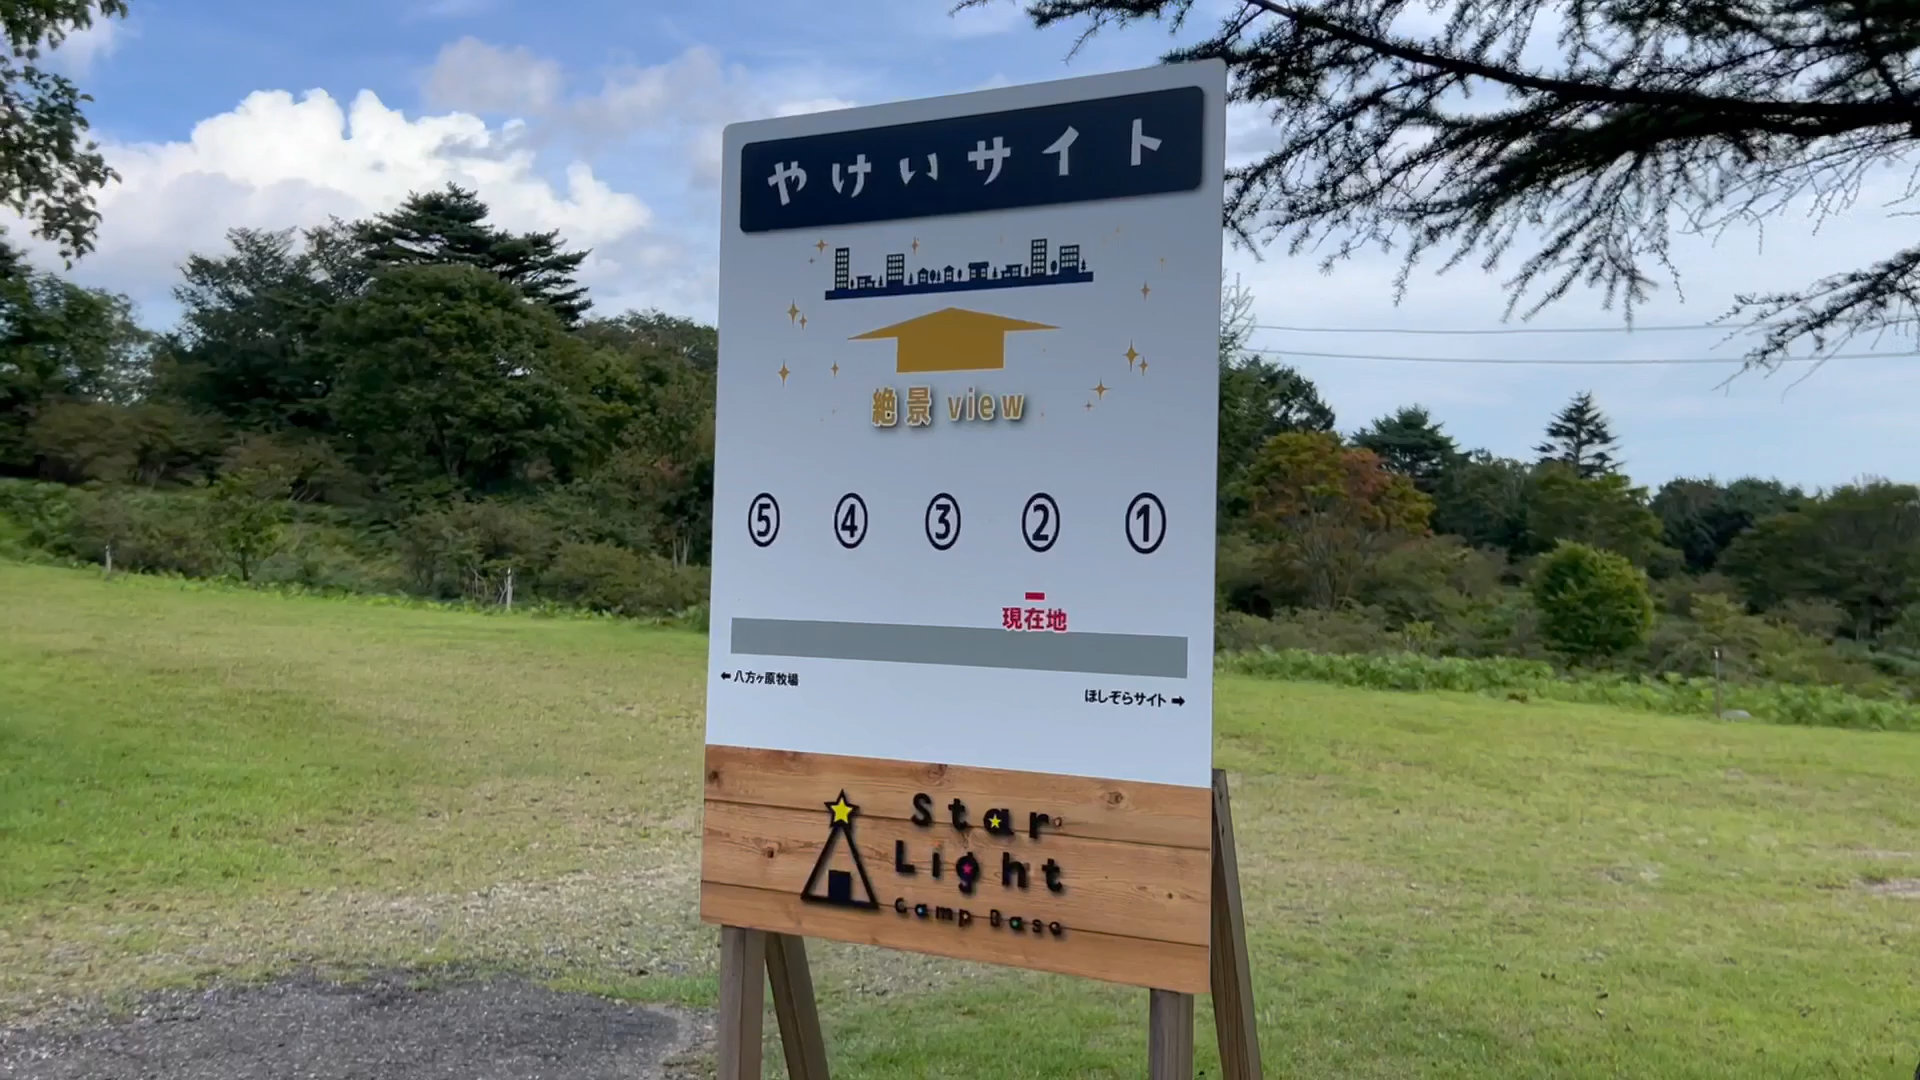 やけいサイト
絶景 view
⑤ ④ ③ ② ①
現在地
⬅八方ヶ原牧場
ほしぞらサイト➡
Star
Light
Camp Base